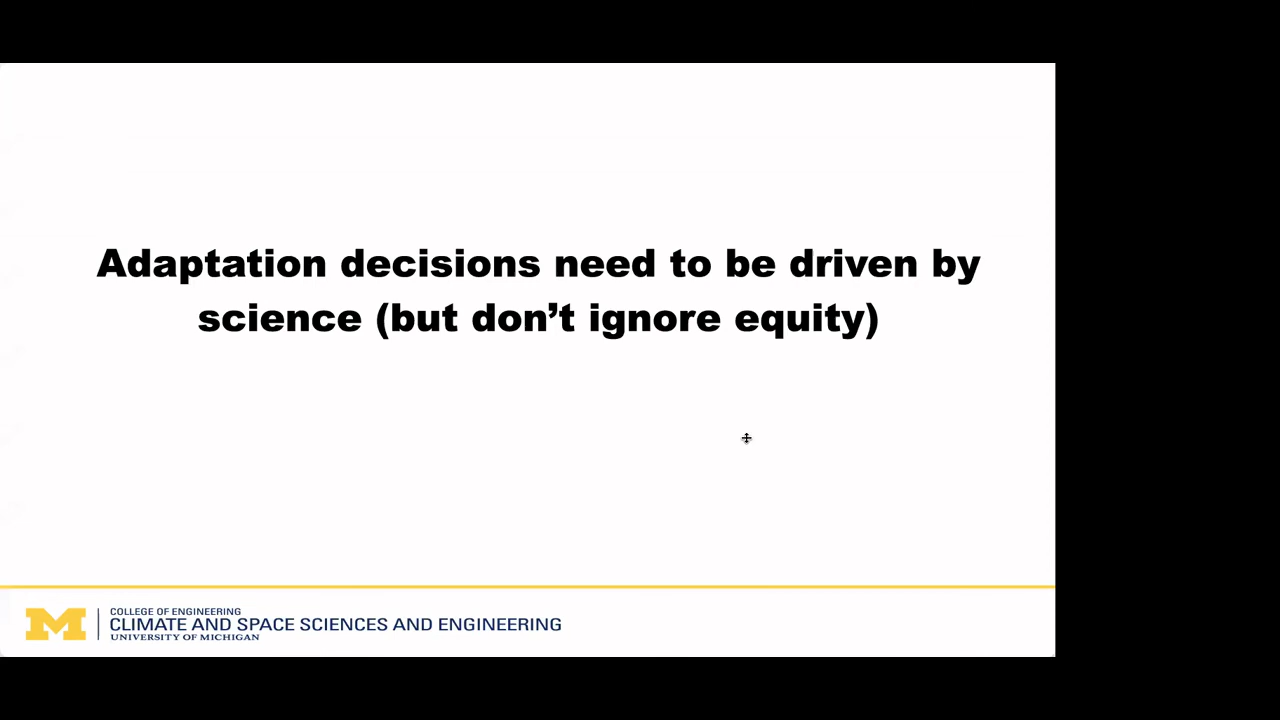 Adaptation decisions need to be driven by
science (but don’t ignore equity)
M
COLLEGE OF ENGINEERING
CLIMATE AND SPACE SCIENCES AND ENGINEERING
UNIVERSITY OF MICHIGAN